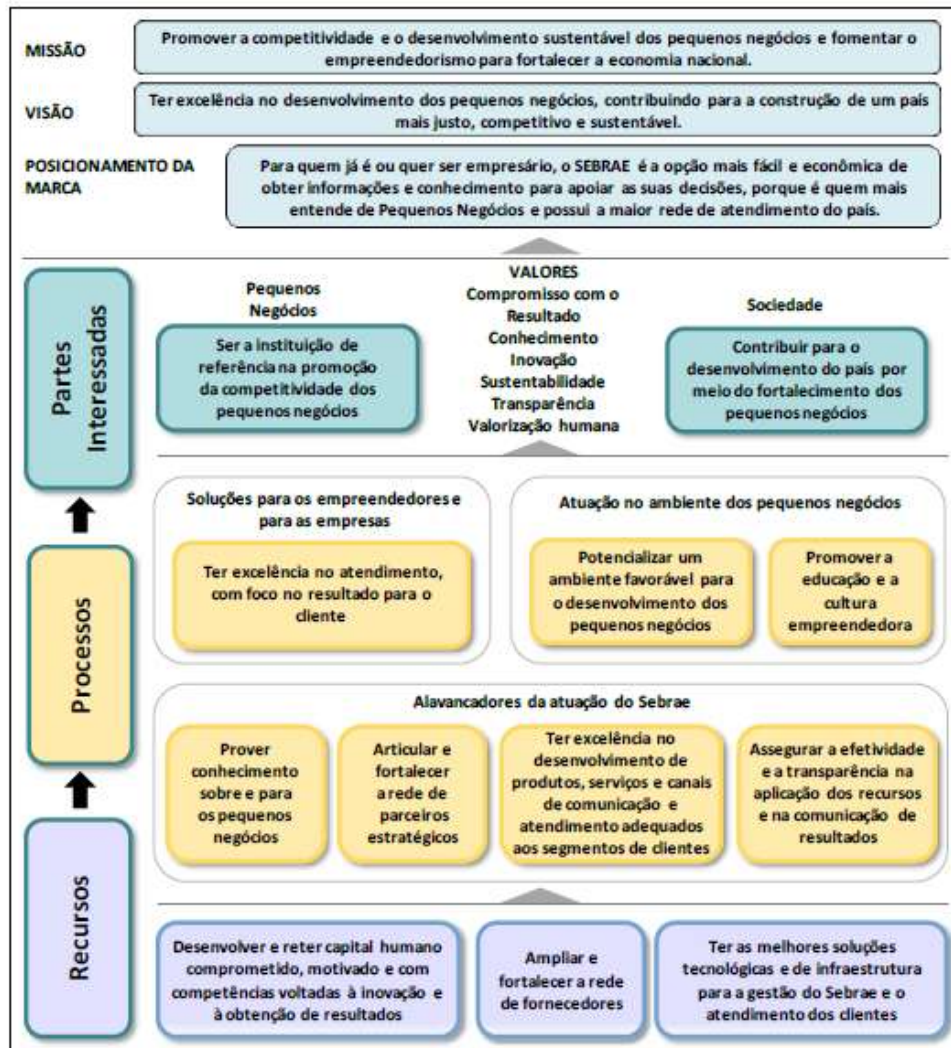 MISSÃO
Promover a competitividade e o desenvolvimento sustentável dos pequenos negócios e fomentar o
empreendedorismo para fortalecer a economia nacional.
VISÃO
Ter excelência no desenvolvimento dos pequenos negócios, contribuindo para a construção de um país
mais justo, competitivo e sustentável.
POSICIONAMENTO DA
MARCA
Para quem já é ou quer ser empresário, o SEBRAE é a opção mais fácil e econômica de
obter informações e conhecimento para apoiar as suas decisões, porque é quem mais
entende de Pequenos Negócios e possui a maior rede de atendimento do país.
Partes
Interessadas
Pequenos
Negócios
Ser a instituição de
referência na promoção
da competitividade dos
pequenos negócios
VALORES
Compromisso com o
Resultado
Conhecimento
Inovação
Sustentabilidade
Transparência
Valorização humana
Sociedade
Contribuir para o
desenvolvimento do país por
meio do fortalecimento dos
pequenos negócios
Processos
Soluções para os empreendedores e
para as empresas
Ter excelência no atendimento,
com foco no resultado para o
cliente
Atuação no ambiente dos pequenos negócios
Potencializar um
ambiente favorável para
o desenvolvimento dos
pequenos negócios
Promover a
educação e a
cultura
empreendedora
Alavancadores da atuação do Sebrae
Prover
conhecimento
sobre e para
os pequenos
negócios
Articular e
fortalecer
a rede de
parceiros
estratégicos
Ter excelência no
desenvolvimento de
produtos, serviços e canais
de comunicação e
atendimento adequados
aos segmentos de clientes
Assegurar a efetividade
e a transparência na
aplicação dos recursos
e na comunicação de
resultados
Recursos
Desenvolver e reter capital humano
comprometido, motivado e com
competências voltadas à inovação e
à obtenção de resultados
Ampliar e
fortalecer a rede
de fornecedores
Ter as melhores soluções
tecnológicas e de infraestrutura
para a gestão do Sebrae e o
atendimento dos clientes